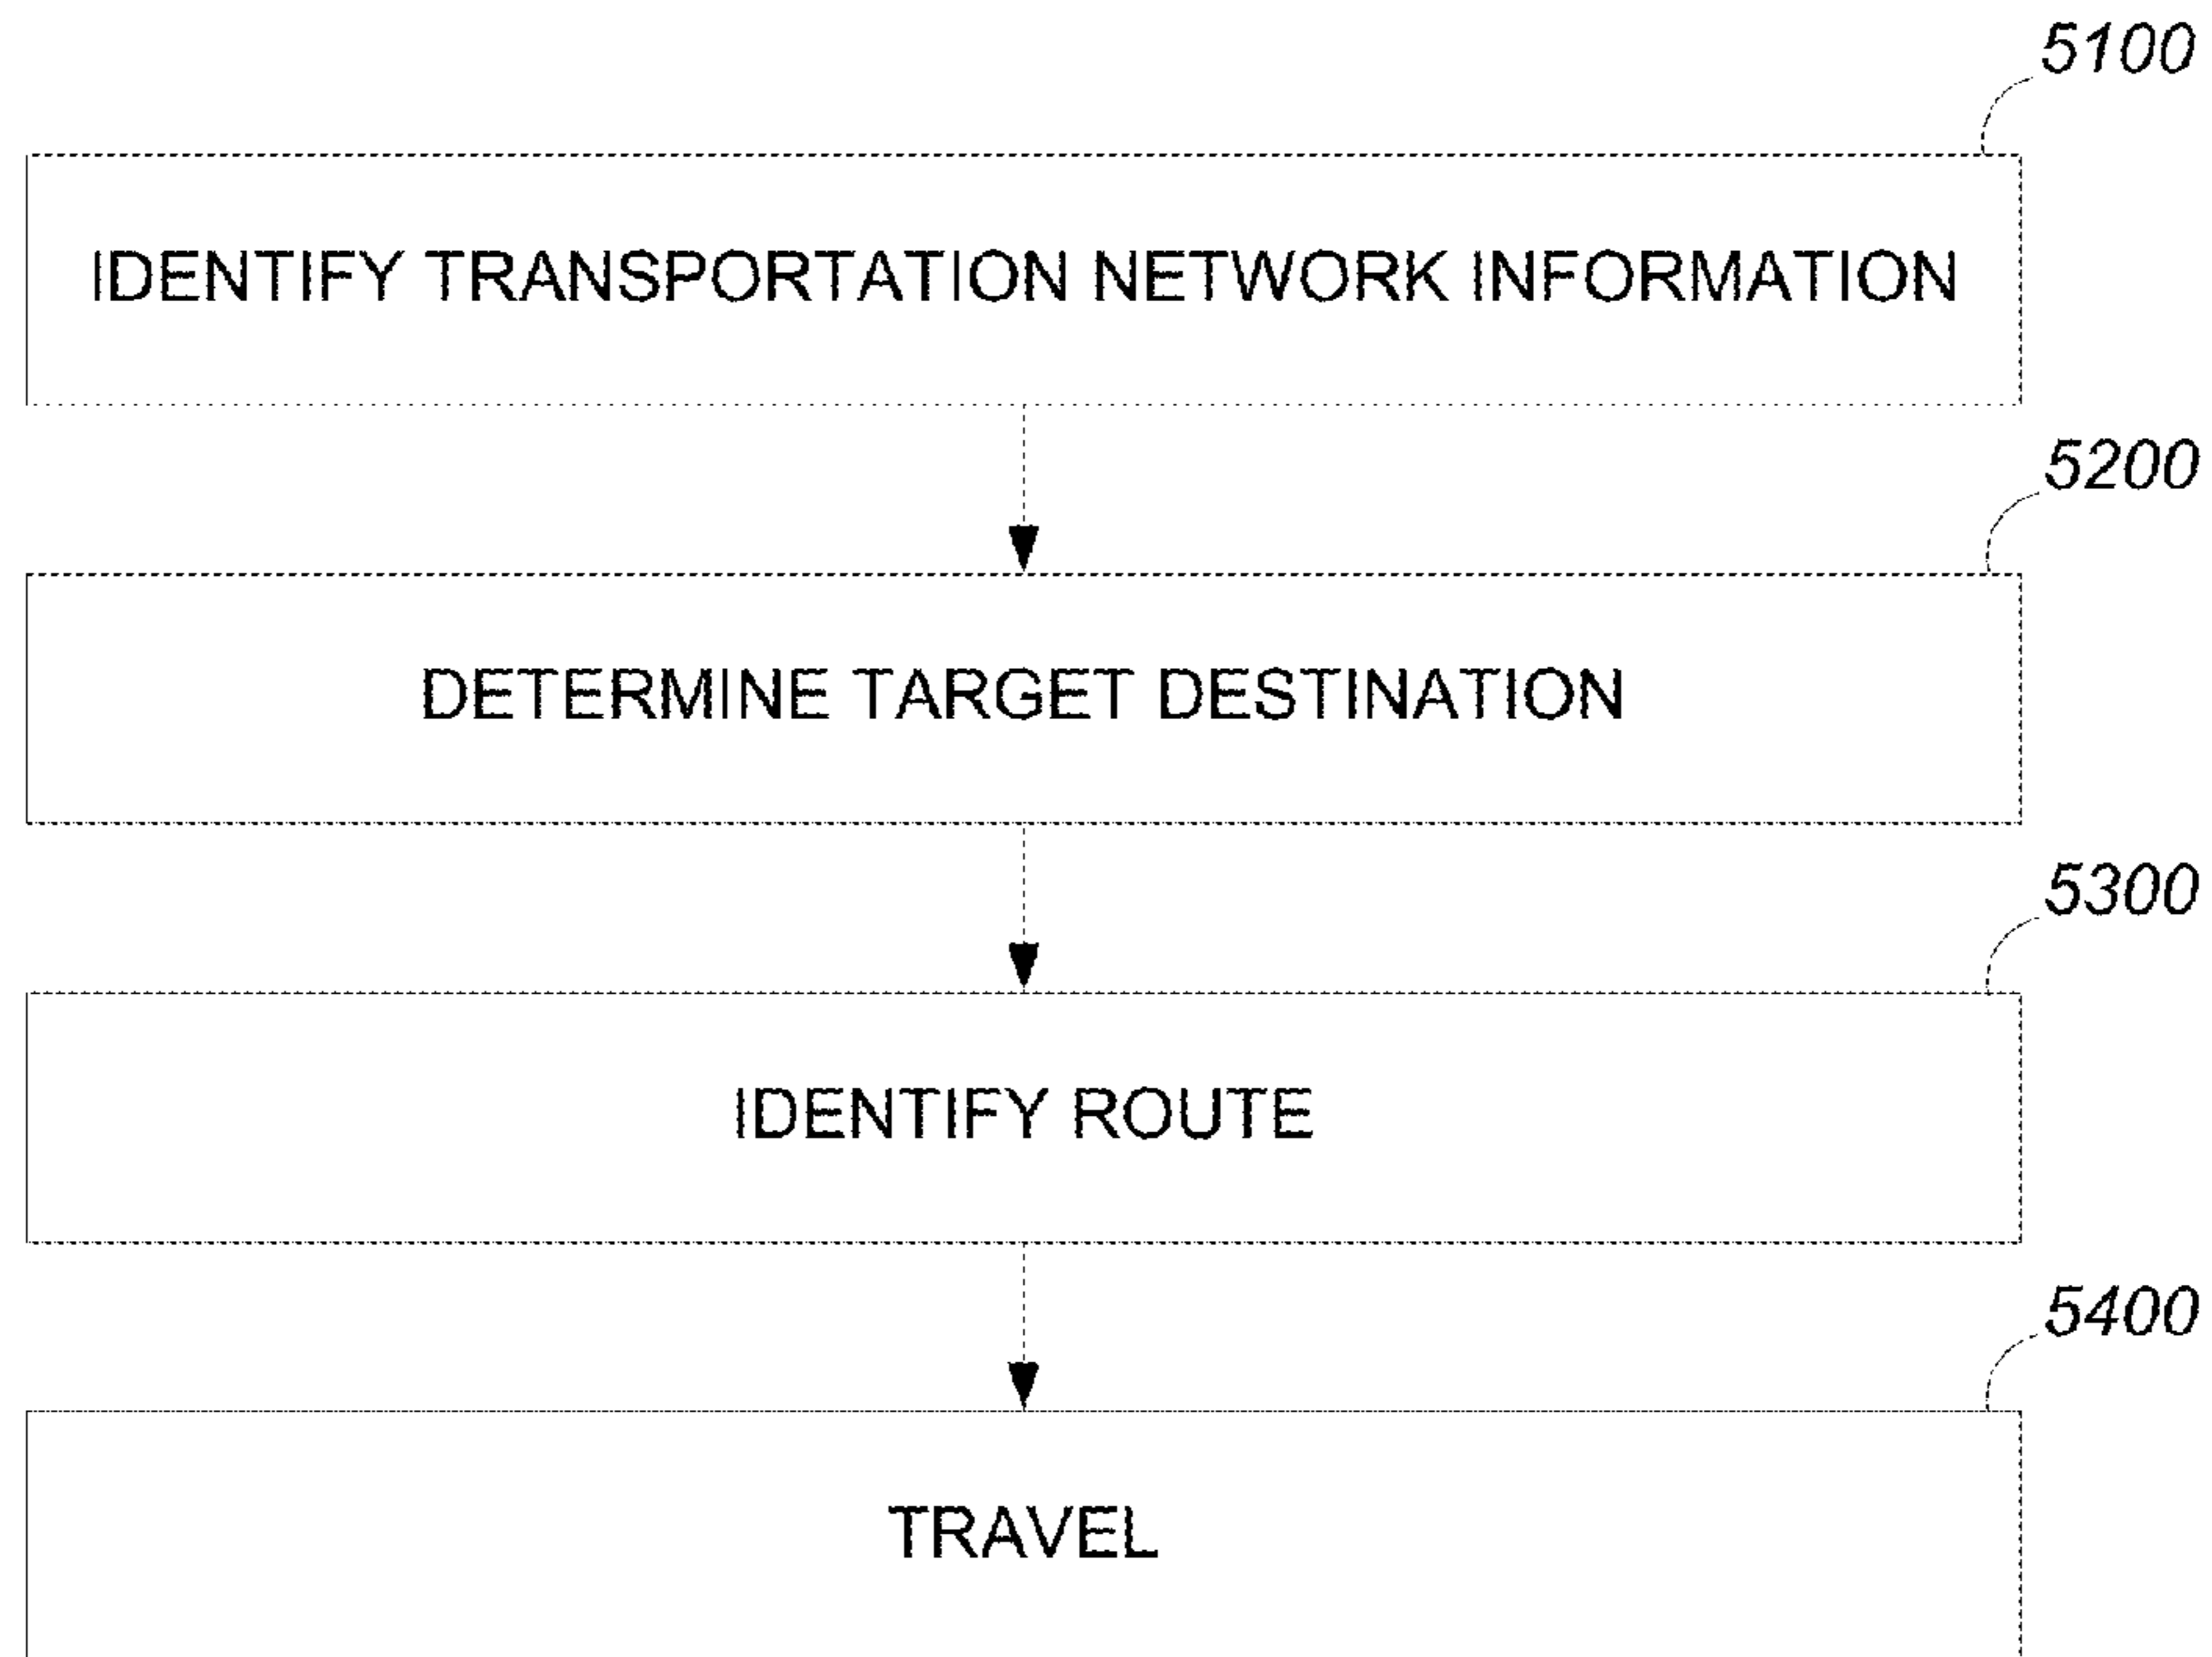 5100
IDENTIFY TRANSPORTATION NETWORK INFORMATION
5200
DETERMINE TARGET DESTINATION
5300
IDENTIFY ROUTE
5400
TRAVEL